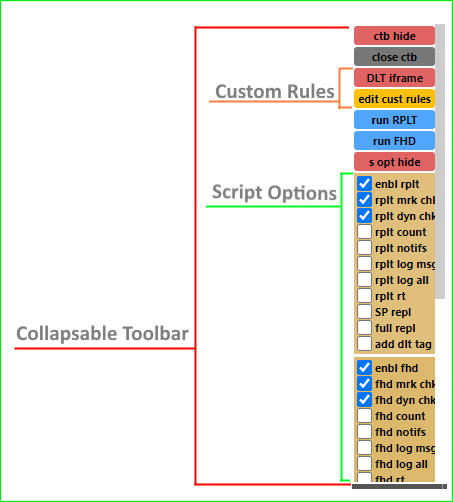 ctb hide
close ctb
DLT iframe
Custom Rules
edit cust rules
run RPLT
run FHD
s opt hide
Script Options
enbl rplt
rplt mrk chk
rplt dyn chk
rplt count
rplt notifs
rplt log msg
rplt log all
rplt rt
SP repl
full repl
add dlt tag
Collapsable Toolbar
enbl fhd
fhd mrk chk
fhd dyn chk
fhd count
fhd notifs
fhd log msg
fhd log all
fhd rt